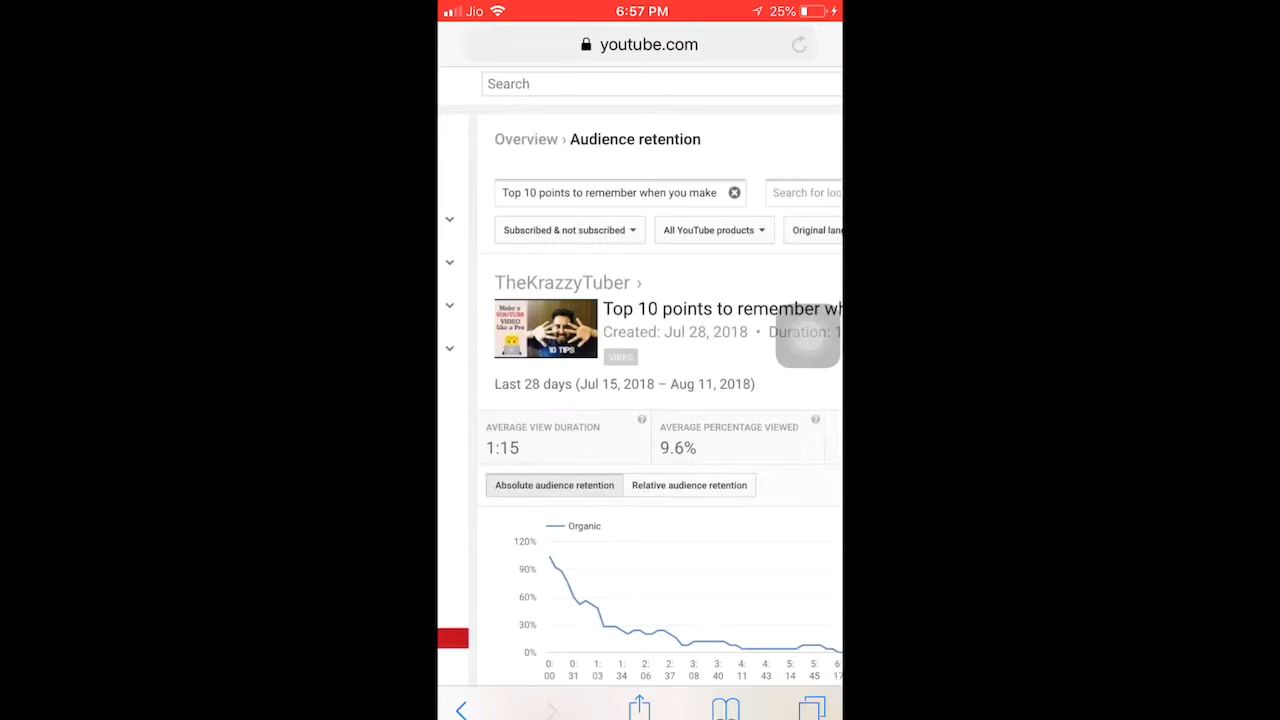 Jio 6:57 PM 25%
youtube.com
Search
Overview › Audience retention
Top 10 points to remember when you make
Search for loc
Subscribed & not subscribed
All YouTube products
Original lan
TheKrazzyTuber ›
Make a
YOUTUBE
VIDEO
like a Pro
10 TIPS
Top 10 points to remember wh
Created: Jul 28, 2018 • Duration: 1
VIDEO
Last 28 days (Jul 15, 2018 – Aug 11, 2018)
AVERAGE VIEW DURATION
1:15
AVERAGE PERCENTAGE VIEWED
9.6%
Absolute audience retention
Relative audience retention
Organic
120%
90%
60%
30%
0%
0:00
0:31
1:03
1:34
2:06
2:37
3:08
3:40
4:11
4:43
5:14
5:45
6:17